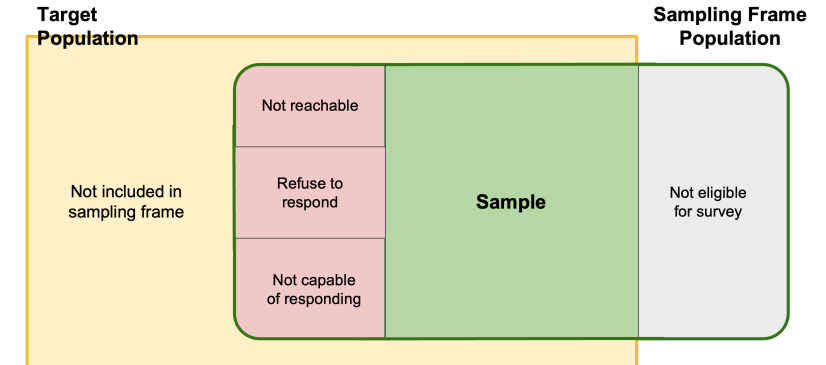 Target
Population
Sampling Frame
Population
Not reachable
Refuse to
respond
Not capable
of responding
Not included in
sampling frame
Sample
Not eligible
for survey